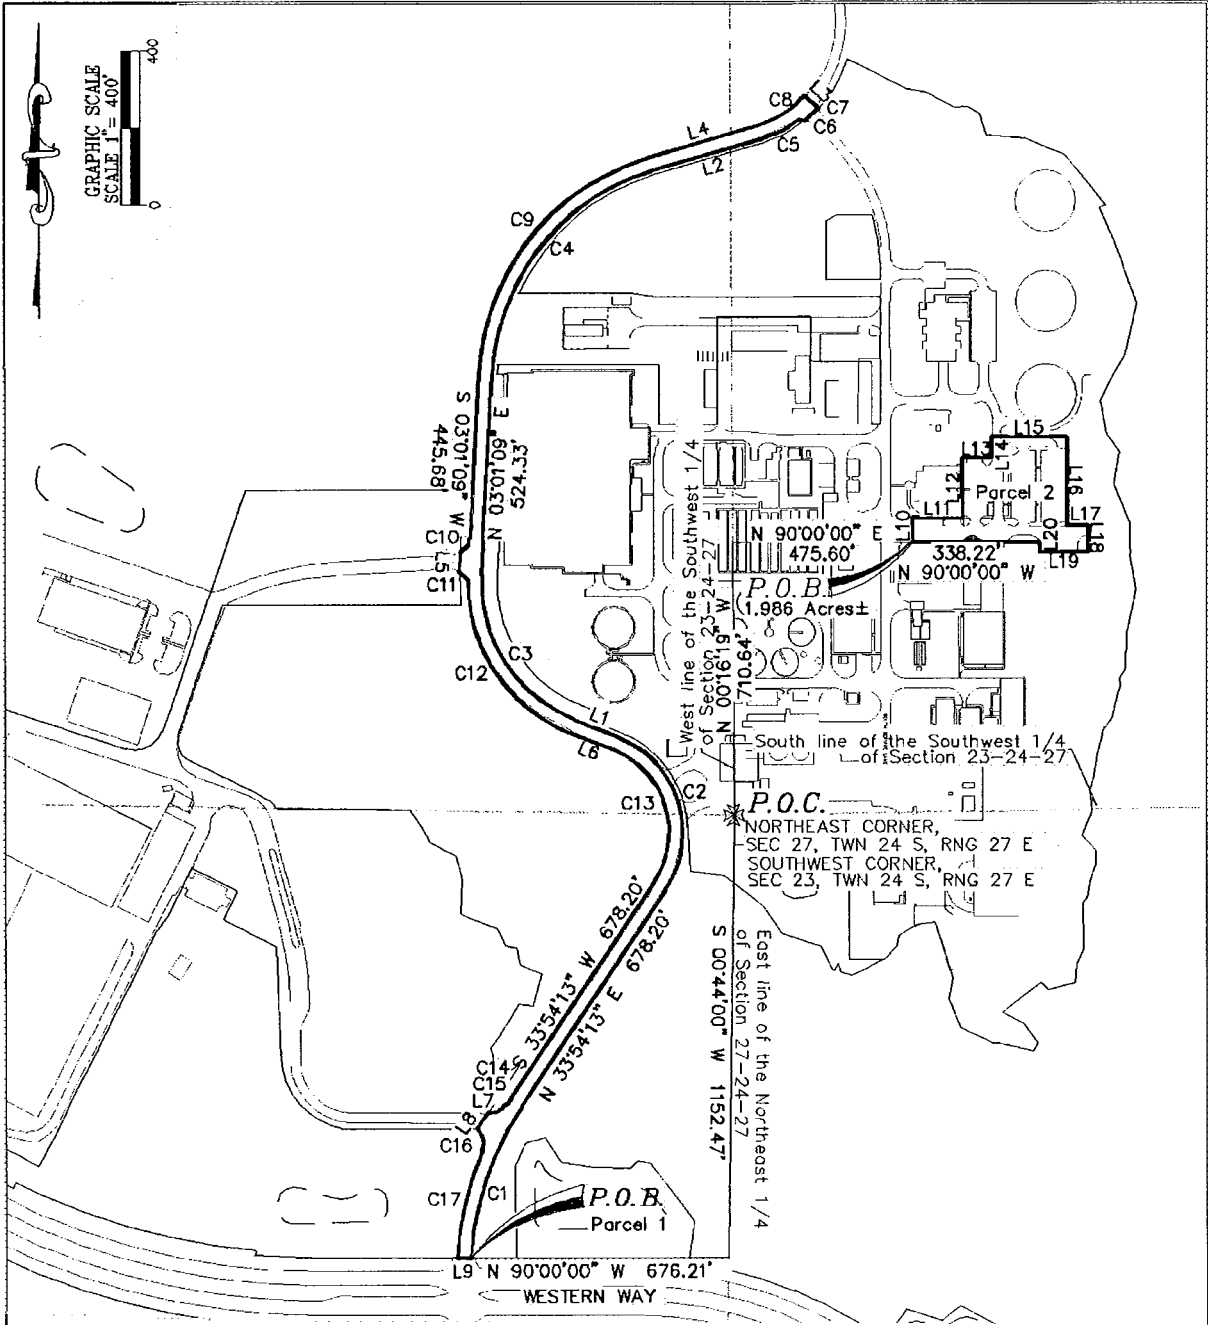 GRAPHIC SCALE
SCALE 1" = 400'
400
0
C8
L3
C7
C6
C5
L4
L2
C9
C4
S 03°01'09" W
445.68'
N 03°01'09" E
524.33'
C10
L5
C11
C3
C12
L1
L6
C13
C2
West line of the Southwest 1/4
of Section 23-24-27
N 00°16'19" W
710.64'
N 90°00'00" E
475.60'
P.O.B.
1.986 Acres±
338.22'
N 90°00'00" W
L10
L11
L12
L13
L14
L15
L16
L17
L18
L19
L20
Parcel 2
South line of the Southwest 1/4
of Section 23-24-27
P.O.C.
NORTHEAST CORNER,
SEC 27, TWN 24 S, RNG 27 E
SOUTHWEST CORNER,
SEC 23, TWN 24 S, RNG 27 E
East line of the Northeast 1/4
of Section 27-24-27
S 00°44'00" W 1152.47'
S 33°54'13" W 678.20'
N 33°54'13" E 678.20'
C14
C15
L7
L8
C16
C17
C1
P.O.B.
Parcel 1
L9 N 90°00'00" W 676.21'
WESTERN WAY